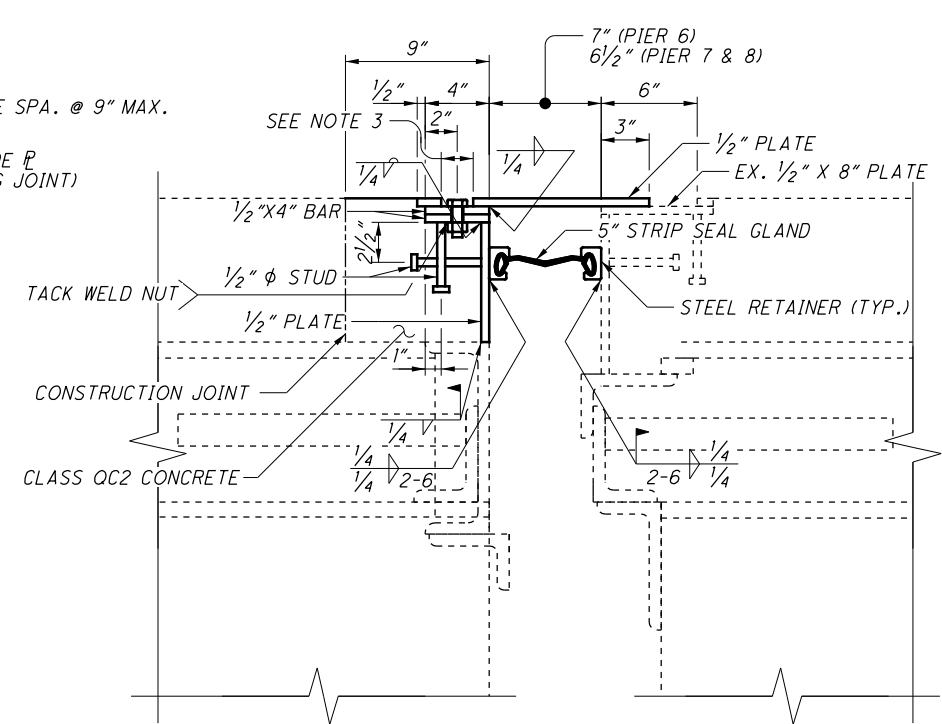 7" (PIER 6)
6½" (PIER 7 & 8)
9"
½"
4"
6"
E SPA. @ 9" MAX.
2"
3"
SEE NOTE 3
½" PLATE
DE ⅊
S JOINT)
1/4
1/4
EX. ½" X 8" PLATE
½"X4" BAR
2½"
5" STRIP SEAL GLAND
½" ϕ STUD
TACK WELD NUT
STEEL RETAINER (TYP.)
½" PLATE
1"
CONSTRUCTION JOINT
1/4
1/4
1/4
2-6
2-6
1/4
1/4
CLASS QC2 CONCRETE